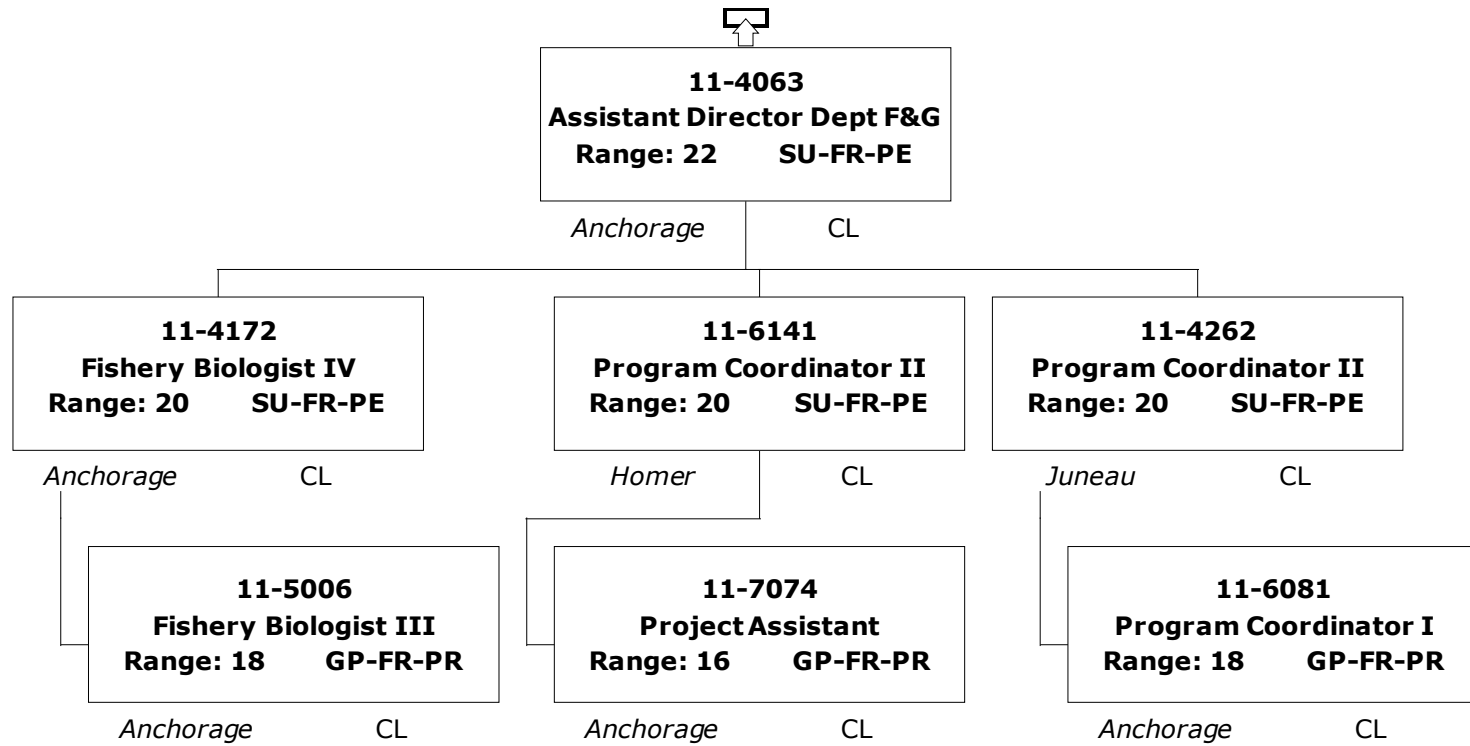 11-4063
Assistant Director Dept F&G
Range: 22 SU-FR-PE
Anchorage CL
11-4172
Fishery Biologist IV
Range: 20 SU-FR-PE
Anchorage CL
11-6141
Program Coordinator II
Range: 20 SU-FR-PE
Homer CL
11-4262
Program Coordinator II
Range: 20 SU-FR-PE
Juneau CL
11-5006
Fishery Biologist III
Range: 18 GP-FR-PR
Anchorage CL
11-7074
Project Assistant
Range: 16 GP-FR-PR
Anchorage CL
11-6081
Program Coordinator I
Range: 18 GP-FR-PR
Anchorage CL